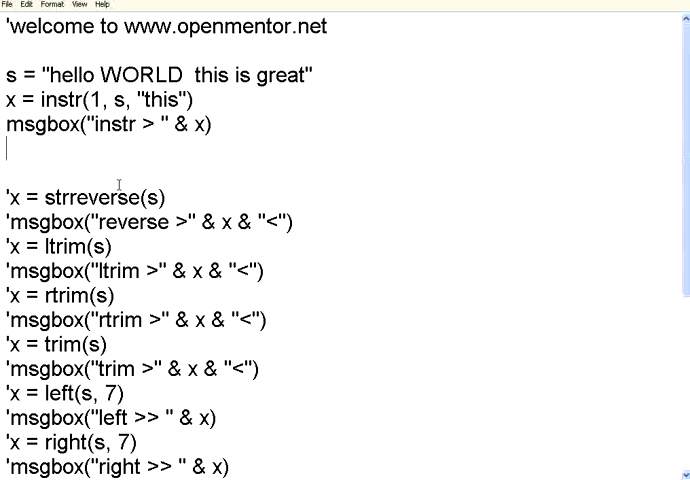 File Edit Format View Help
'welcome to www.openmentor.net
s = "hello WORLD  this is great"
x = instr(1, s, "this")
msgbox("instr > " & x)
'x = strreverse(s)
'msgbox("reverse >" & x & "<")
'x = ltrim(s)
'msgbox("ltrim >" & x & "<")
'x = rtrim(s)
'msgbox("rtrim >" & x & "<")
'x = trim(s)
'msgbox("trim >" & x & "<")
'x = left(s, 7)
'msgbox("left >> " & x)
'x = right(s, 7)
'msgbox("right >> " & x)